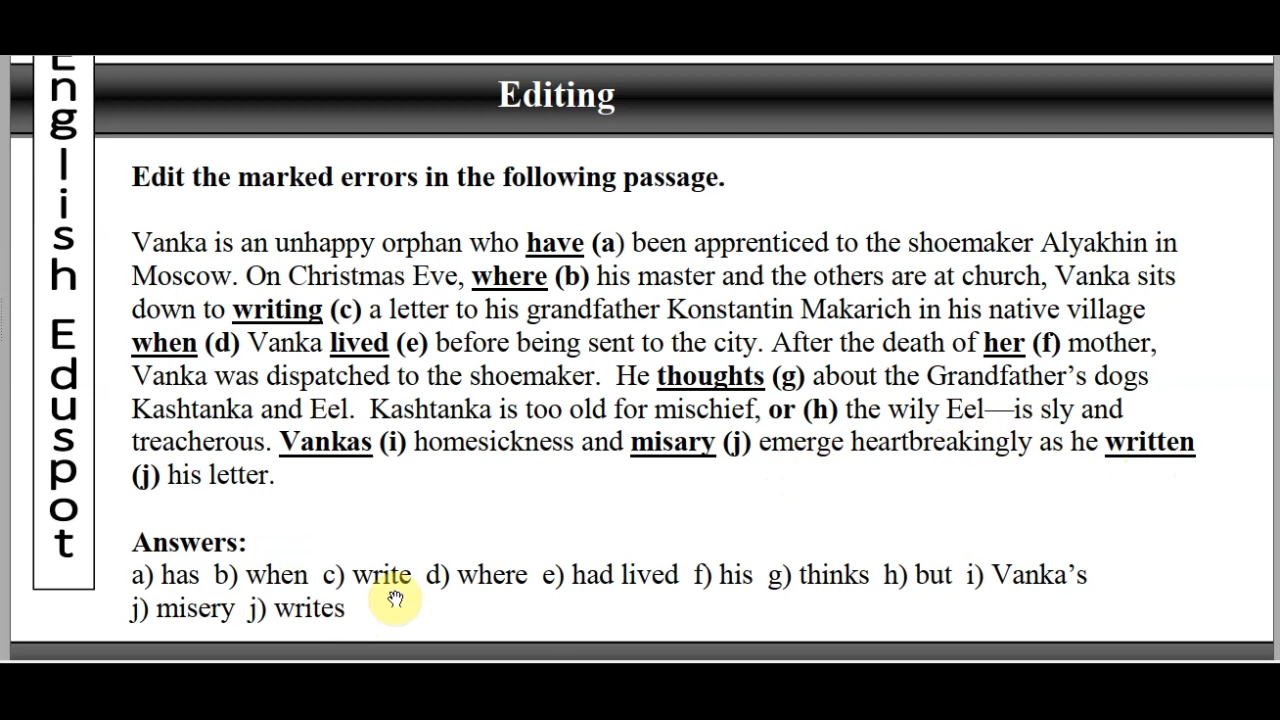 English Eduspot
Editing
Edit the marked errors in the following passage.
Vanka is an unhappy orphan who have (a) been apprenticed to the shoemaker Alyakhin in
Moscow. On Christmas Eve, where (b) his master and the others are at church, Vanka sits
down to writing (c) a letter to his grandfather Konstantin Makarich in his native village
when (d) Vanka lived (e) before being sent to the city. After the death of her (f) mother,
Vanka was dispatched to the shoemaker.  He thoughts (g) about the Grandfather’s dogs
Kashtanka and Eel.  Kashtanka is too old for mischief, or (h) the wily Eel—is sly and
treacherous. Vankas (i) homesickness and misary (j) emerge heartbreakingly as he written
(j) his letter.
Answers:
a) has  b) when  c) write  d) where  e) had lived  f) his  g) thinks  h) but  i) Vanka’s
j) misery  j) writes